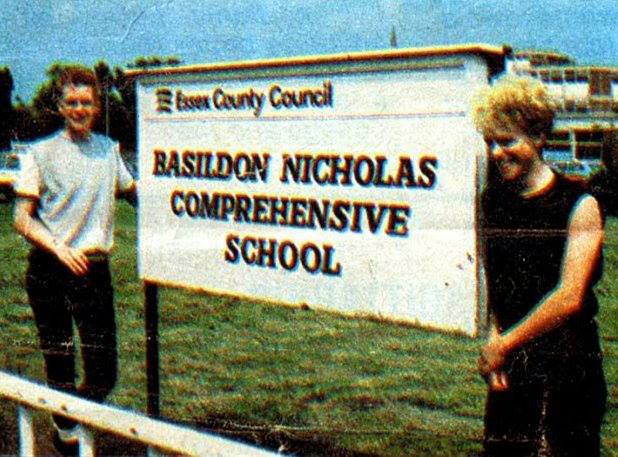 Essex County Council
BASILDON NICHOLAS
COMPREHENSIVE
SCHOOL